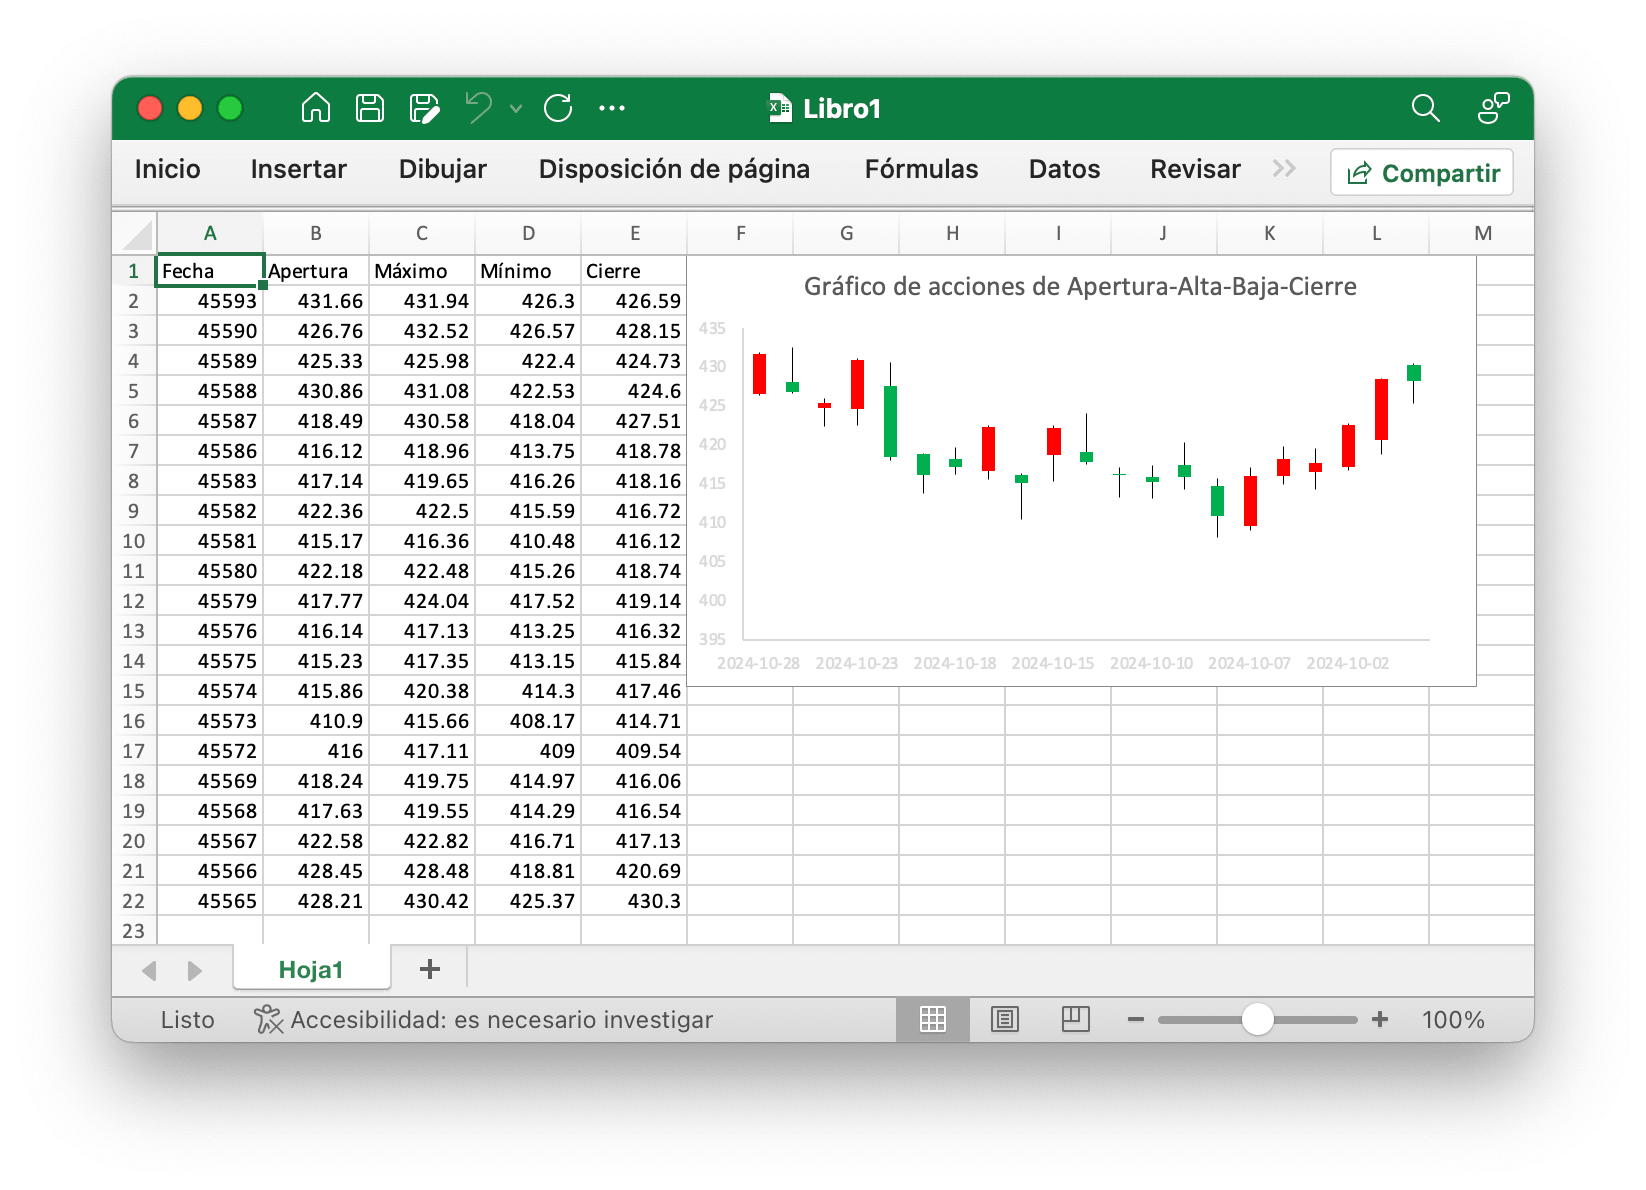 Libro1
Inicio Insertar Dibujar Disposición de página Fórmulas Datos Revisar >> Compartir
A B C D E F G H I J K L M
1 Fecha Apertura Máximo Mínimo Cierre
2 45593 431.66 431.94 426.3 426.59
3 45590 426.76 432.52 426.57 428.15
4 45589 425.33 425.98 422.4 424.73
5 45588 430.86 431.08 422.53 424.6
6 45587 418.49 430.58 418.04 427.51
7 45586 416.12 418.96 413.75 418.78
8 45583 417.14 419.65 416.26 418.16
9 45582 422.36 422.5 415.59 416.72
10 45581 415.17 416.36 410.48 416.12
11 45580 422.18 422.48 415.26 418.74
12 45579 417.77 424.04 417.52 419.14
13 45576 416.14 417.13 413.25 416.32
14 45575 415.23 417.35 413.15 415.84
15 45574 415.86 420.38 414.3 417.46
16 45573 410.9 415.66 408.17 414.71
17 45572 416 417.11 409 409.54
18 45569 418.24 419.75 414.97 416.06
19 45568 417.63 419.55 414.29 416.54
20 45567 422.58 422.82 416.71 417.13
21 45566 428.45 428.48 418.81 420.69
22 45565 428.21 430.42 425.37 430.3
23
Gráfico de acciones de Apertura-Alta-Baja-Cierre
435
430
425
420
415
410
405
400
395
2024-10-28 2024-10-23 2024-10-18 2024-10-15 2024-10-10 2024-10-07 2024-10-02
Hoja1 +
Listo Accesibilidad: es necesario investigar 100%